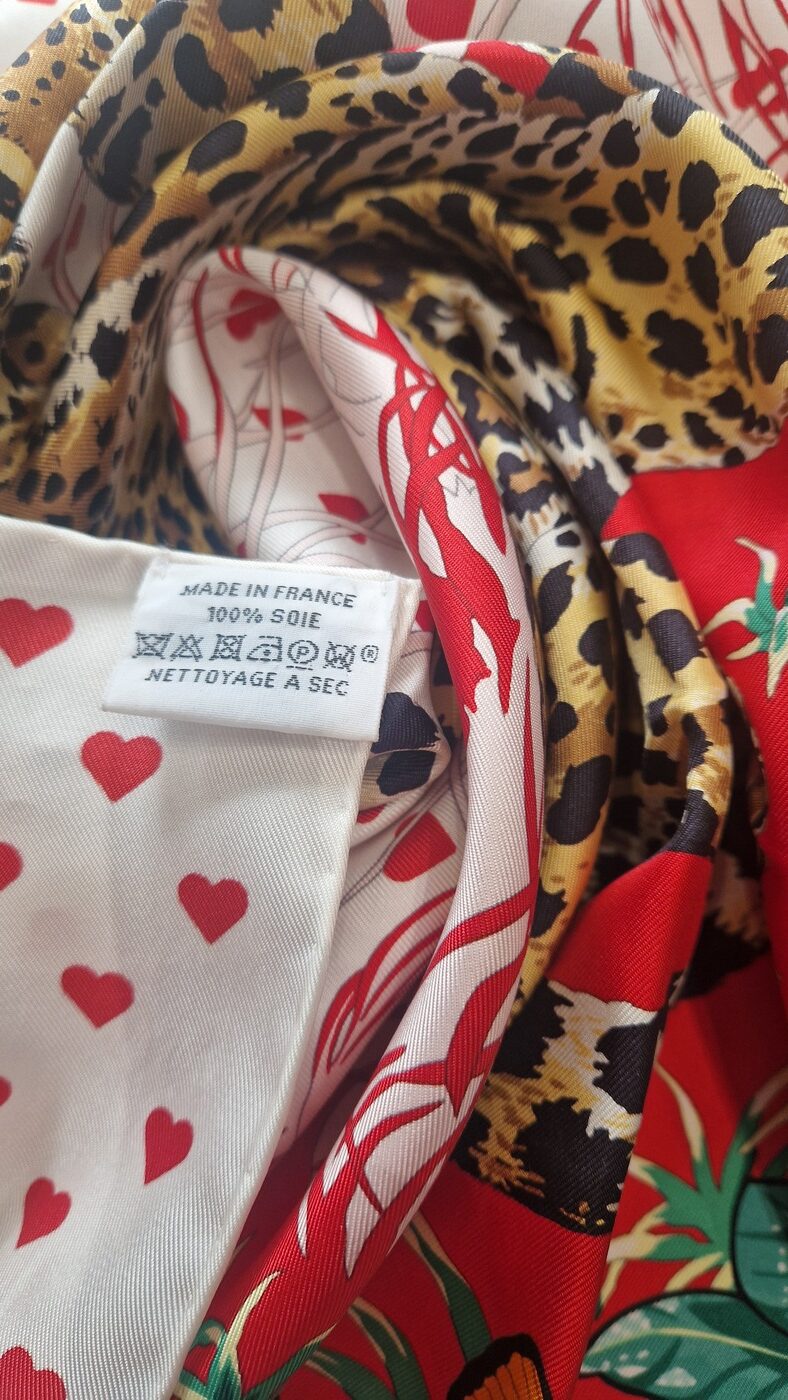 MADE IN FRANCE
100% SOIE
P W ®
NETTOYAGE A SEC